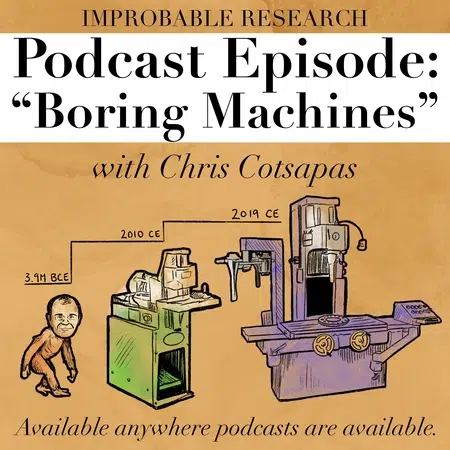 IMPROBABLE RESEARCH
Podcast Episode:
“Boring Machines”
with Chris Cotsapas
2019 CE
2010 CE
3.9M BCE
Available anywhere podcasts are available.